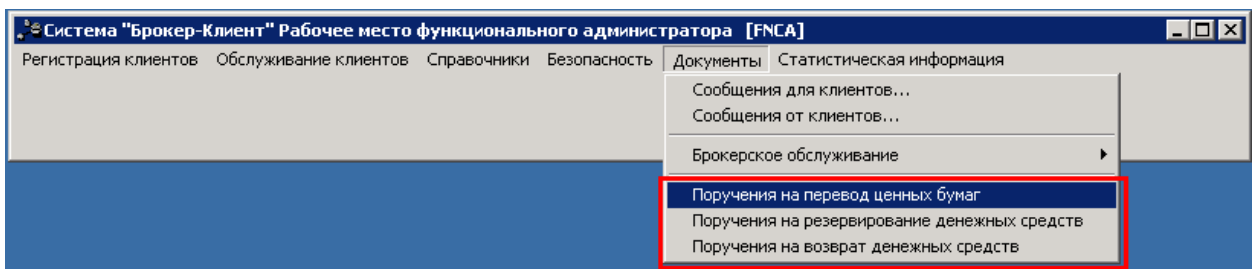 Система "Брокер-Клиент" Рабочее место функционального администратора [FNCA]
Регистрация клиентов Обслуживание клиентов Справочники Безопасность Документы Статистическая информация
Сообщения для клиентов...
Сообщения от клиентов...
Брокерское обслуживание
Поручения на перевод ценных бумаг
Поручения на резервирование денежных средств
Поручения на возврат денежных средств